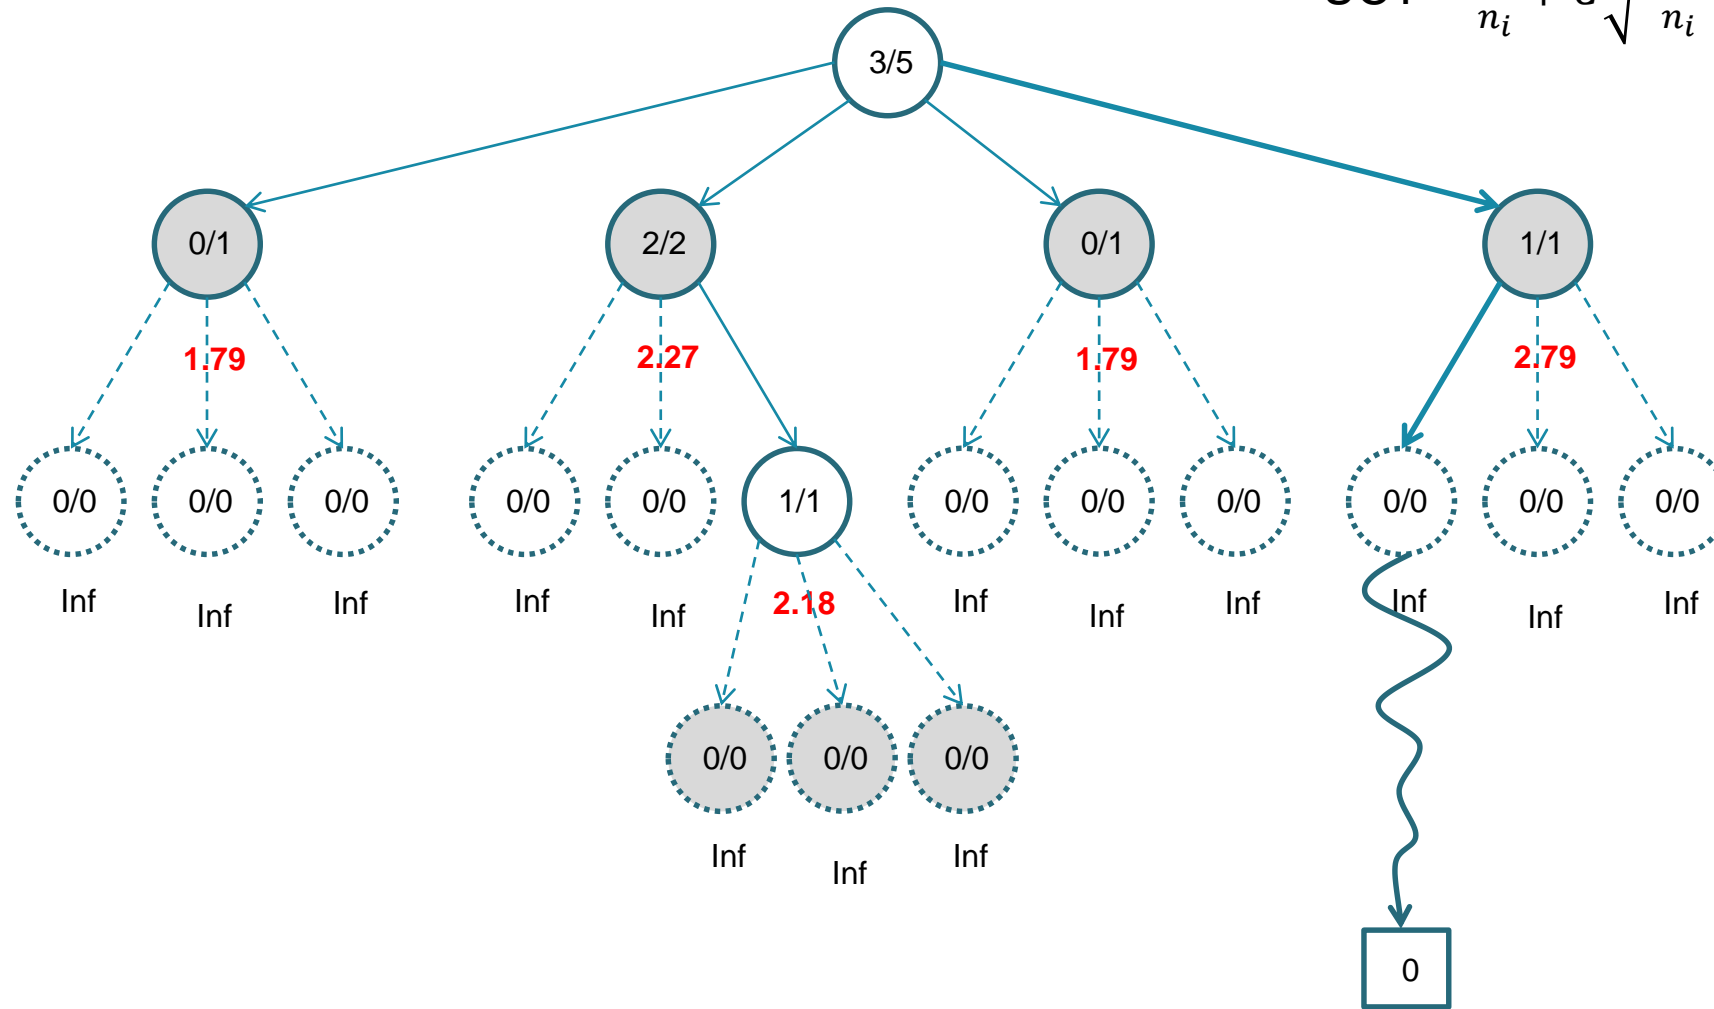 n_i n_i
3/5
0/1 2/2 0/1 1/1
1.79 2.27 1.79 2.79
0/0 0/0 0/0 0/0 0/0 1/1 0/0 0/0 0/0 0/0 0/0 0/0
Inf Inf Inf Inf Inf 2.18 Inf Inf Inf Inf Inf Inf
0/0 0/0 0/0
Inf Inf Inf
0